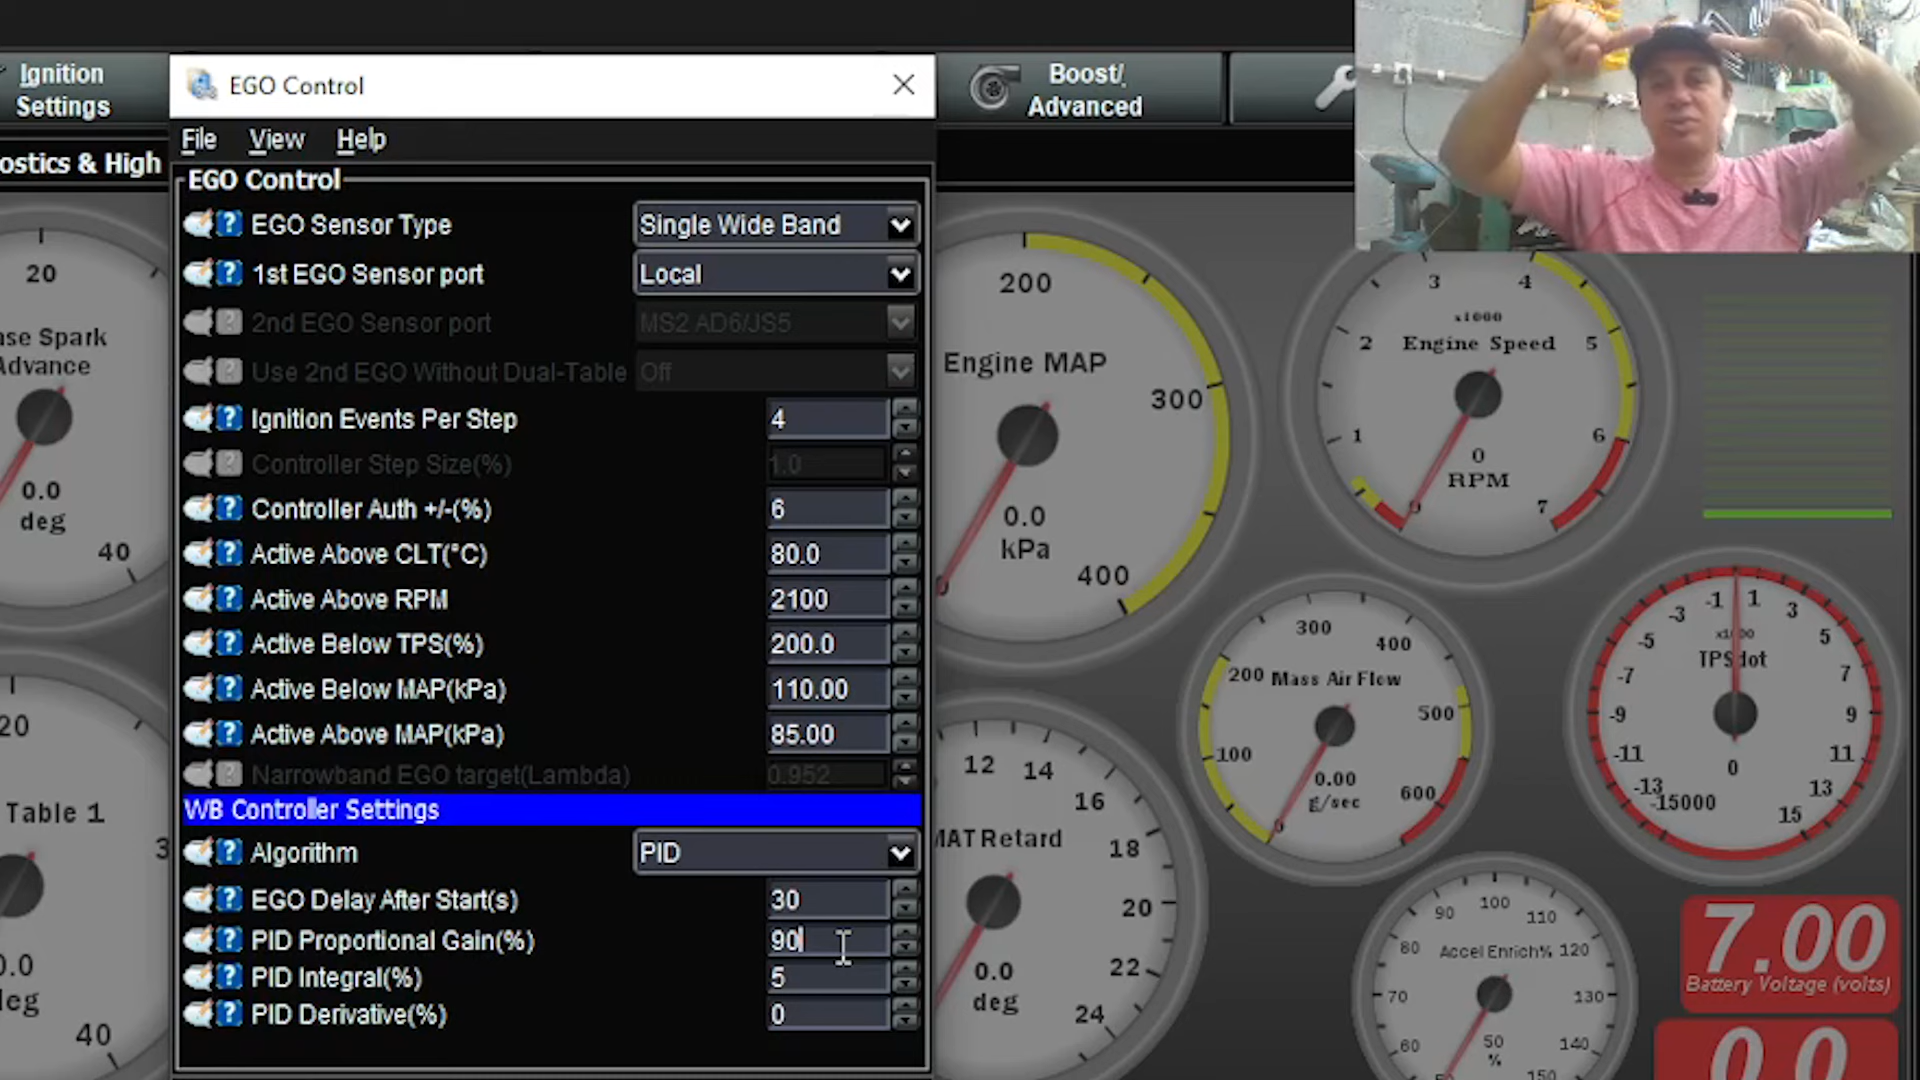 Ignition
Settings
EGO Control
Boost/
Advanced
ostics & High
File View Help
EGO Control
EGO Sensor Type Single Wide Band
1st EGO Sensor port Local
2nd EGO Sensor port MS2 AD6/JS5
Use 2nd EGO Without Dual-Table Off
Ignition Events Per Step 4
Controller Step Size(%) 1.0
Controller Auth +/-(%) 6
Active Above CLT(°C) 80.0
Active Above RPM 2100
Active Below TPS(%) 200.0
Active Below MAP(kPa) 110.00
Active Above MAP(kPa) 85.00
Narrowband EGO target(Lambda) 0.952
WB Controller Settings
Algorithm PID
EGO Delay After Start(s) 30
PID Proportional Gain(%) 90
PID Integral(%) 5
PID Derivative(%) 0
20
ase Spark
Advance
0.0
deg
40
20
Table 1
3
0.0
deg
40
200
Engine MAP
300
0.0
kPa
400
0
3 4
x1000
2 Engine Speed 5
1 6
0
RPM
0 7
300 400
200 Mass Air Flow
500
100
0.00
g/sec
600
0
-1 1
-3 3
x1000
-5 5
TPSdot
-7 7
-9 9
-11 11
0
-13 13
-15000 15
12 14
16
MAT Retard
18
20
0.0
deg
22
24
100
90 110
80 Accel Enrich% 120
70 130
60 50 140
%
150
7.00
Battery Voltage (volts)
0.0